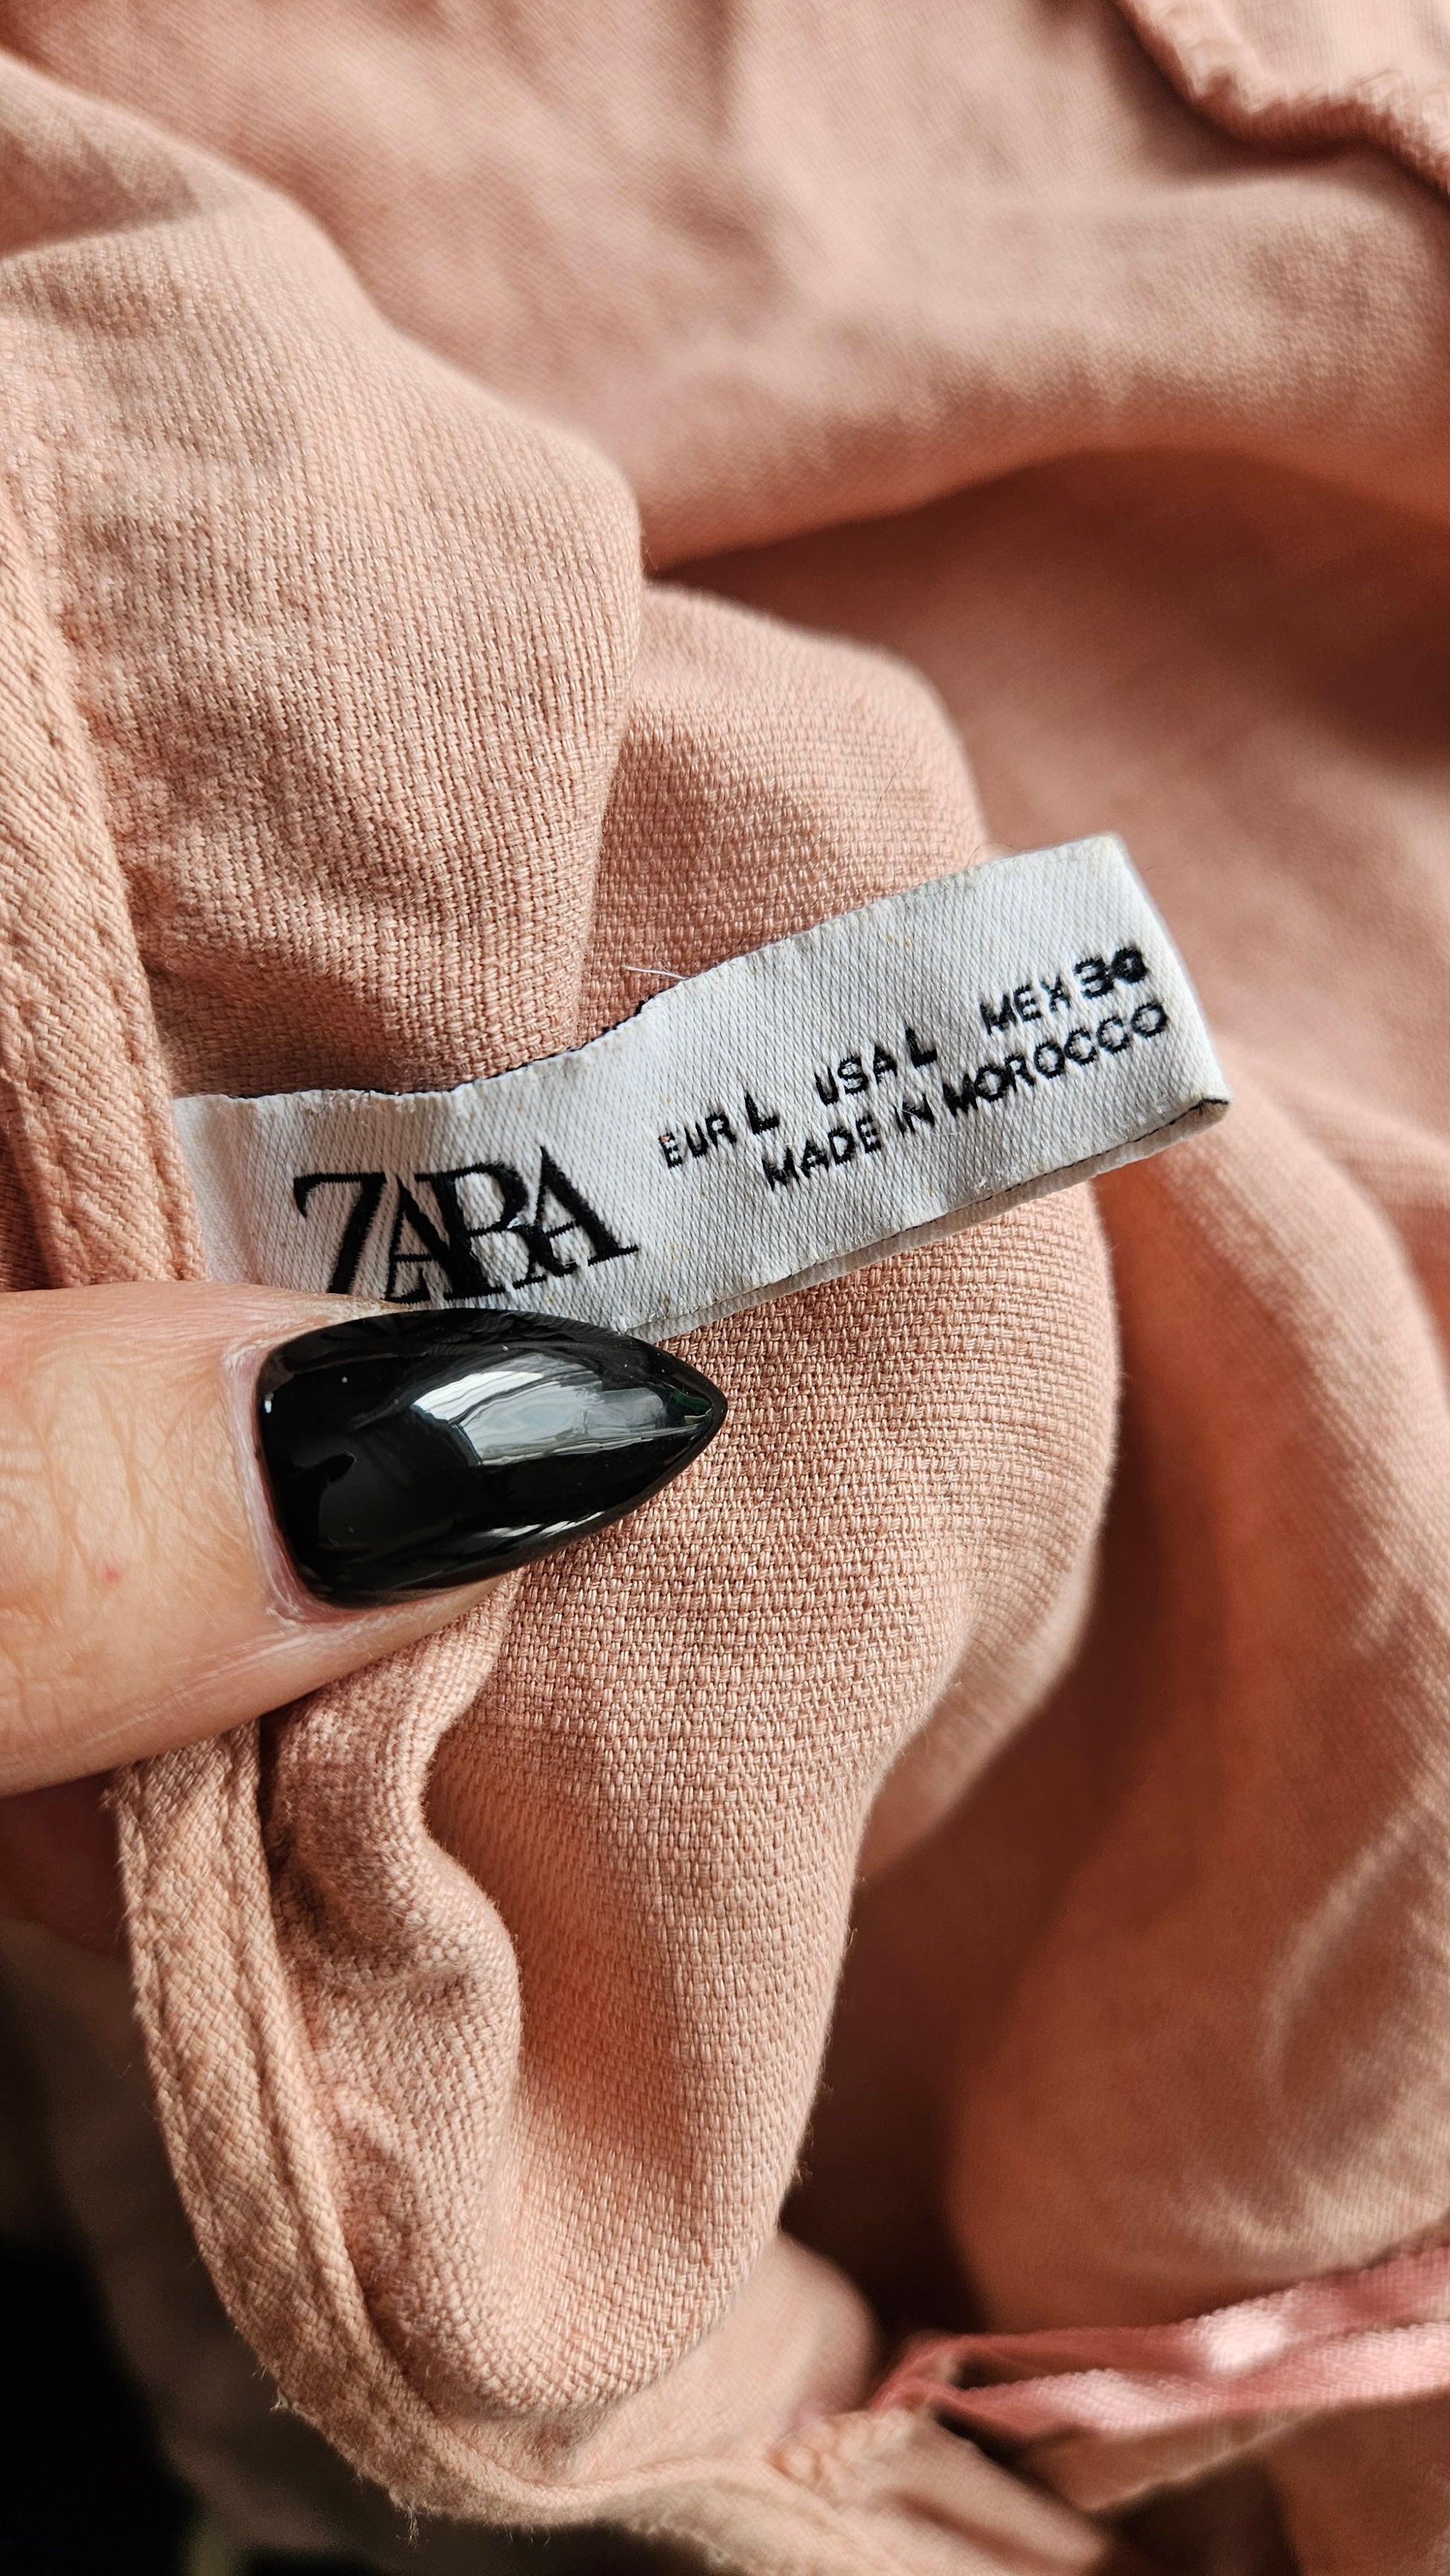 ZARA
EUR L USA L MEX 30
MADE IN MOROCCO